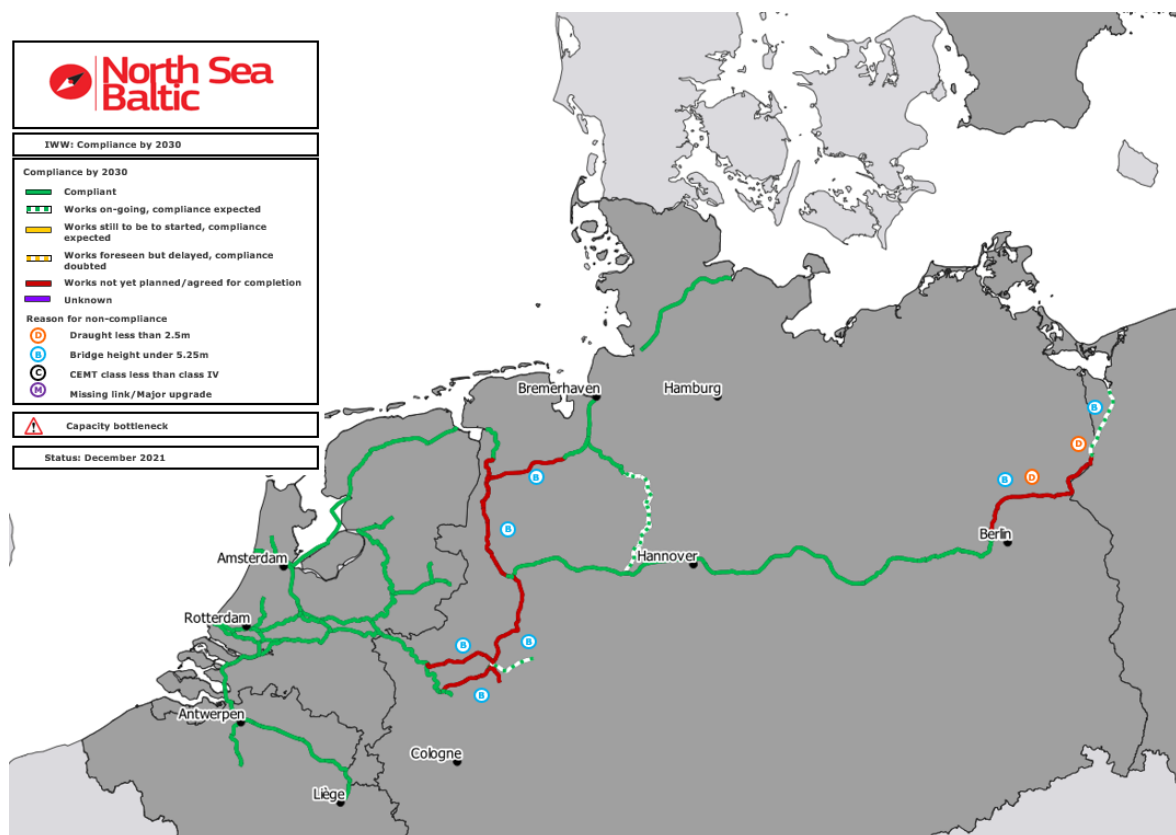 North Sea
Baltic
IWW: Compliance by 2030
Compliance by 2030
Compliant
Works on-going, compliance expected
Works still to be to started, compliance
expected
Works foreseen but delayed, compliance
doubted
Works not yet planned/agreed for completion
Unknown
Reason for non-compliance
D Draught less than 2.5m
B Bridge height under 5.25m
C CEMT class less than class IV
M Missing link/Major upgrade
! Capacity bottleneck
Status: December 2021
Bremerhaven
Hamburg
B
D
B
B
D
B
Amsterdam
Hannover
Berlin
Rotterdam
B
B
B
Antwerpen
Cologne
Liège